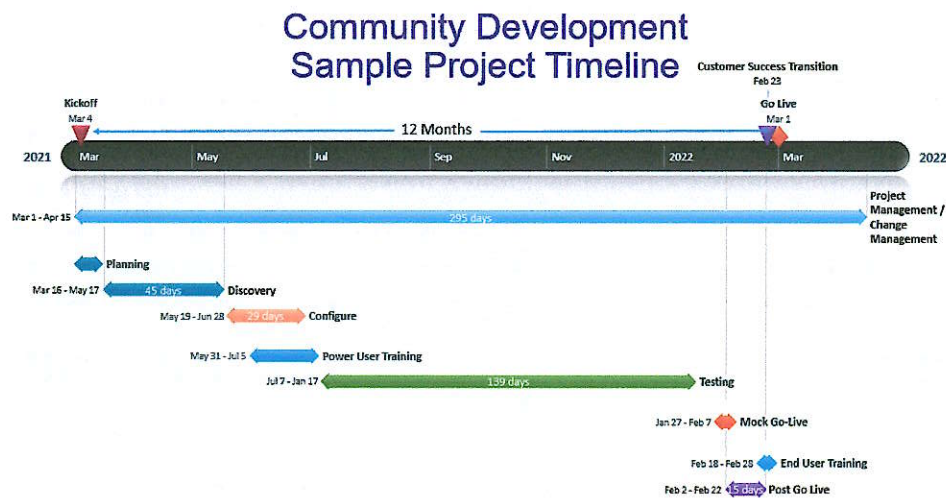 Community Development
Sample Project Timeline
Customer Success Transition
Feb 23
Kickoff
Mar 4
Go Live
Mar 1
12 Months
2021 Mar May Jul Sep Nov 2022 Mar 2022
Mar 1 - Apr 15 295 days Project
Management /
Change
Management
Planning
Mar 16 - May 17 45 days Discovery
May 19 - Jun 28 29 days Configure
May 31 - Jul 5 Power User Training
Jul 7 - Jan 17 139 days Testing
Jan 27 - Feb 7 Mock Go-Live
Feb 18 - Feb 28 End User Training
Feb 2 - Feb 22 15 days Post Go Live